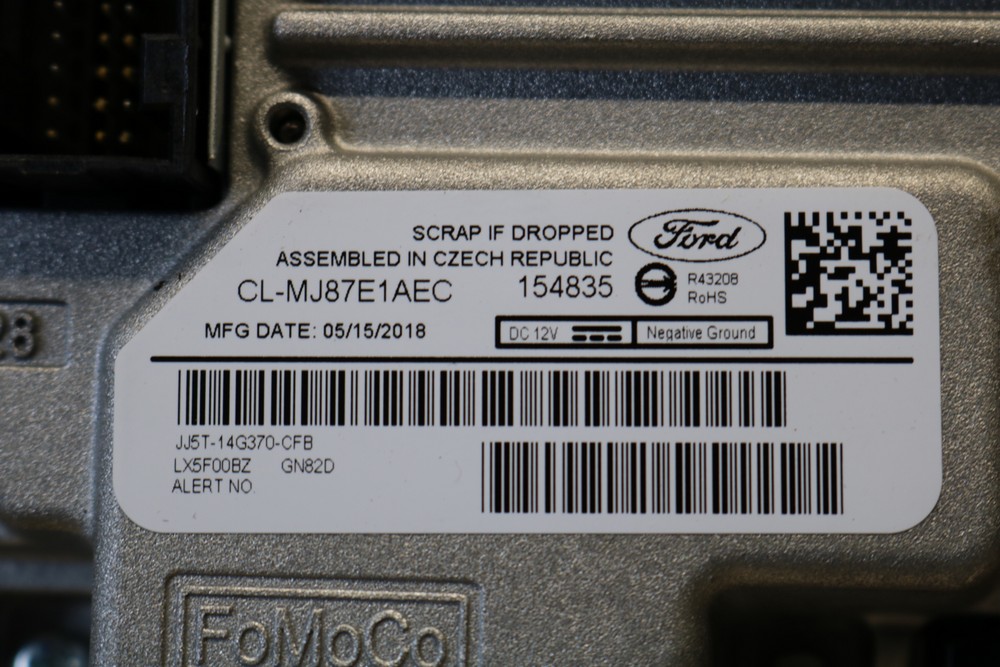 SCRAP IF DROPPED
Ford
ASSEMBLED IN CZECH REPUBLIC
CL-MJ87E1AEC
154835
R43208
RoHS
MFG DATE: 05/15/2018
DC 12V
Negative Ground
JJ5T-14G370-CFB
LX5F00BZ GN82D
ALERT NO.
28
FoMoCo